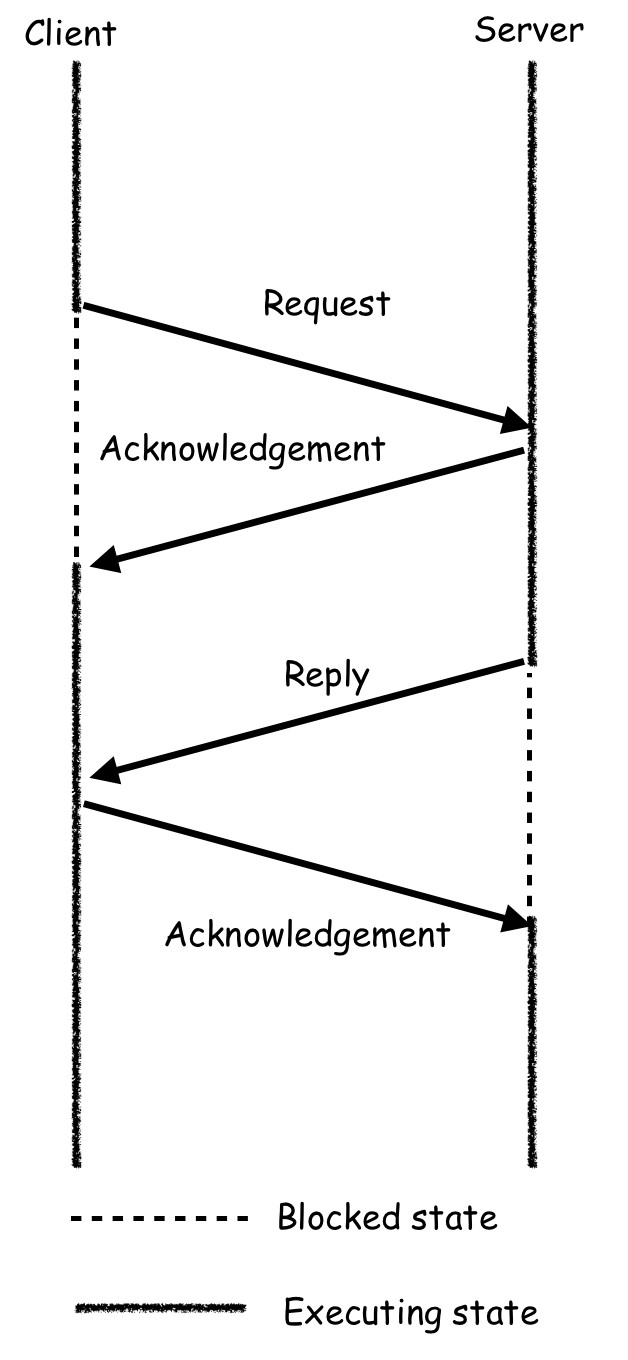 Client
Server
Request
Acknowledgement
Reply
Acknowledgement
Blocked state
Executing state